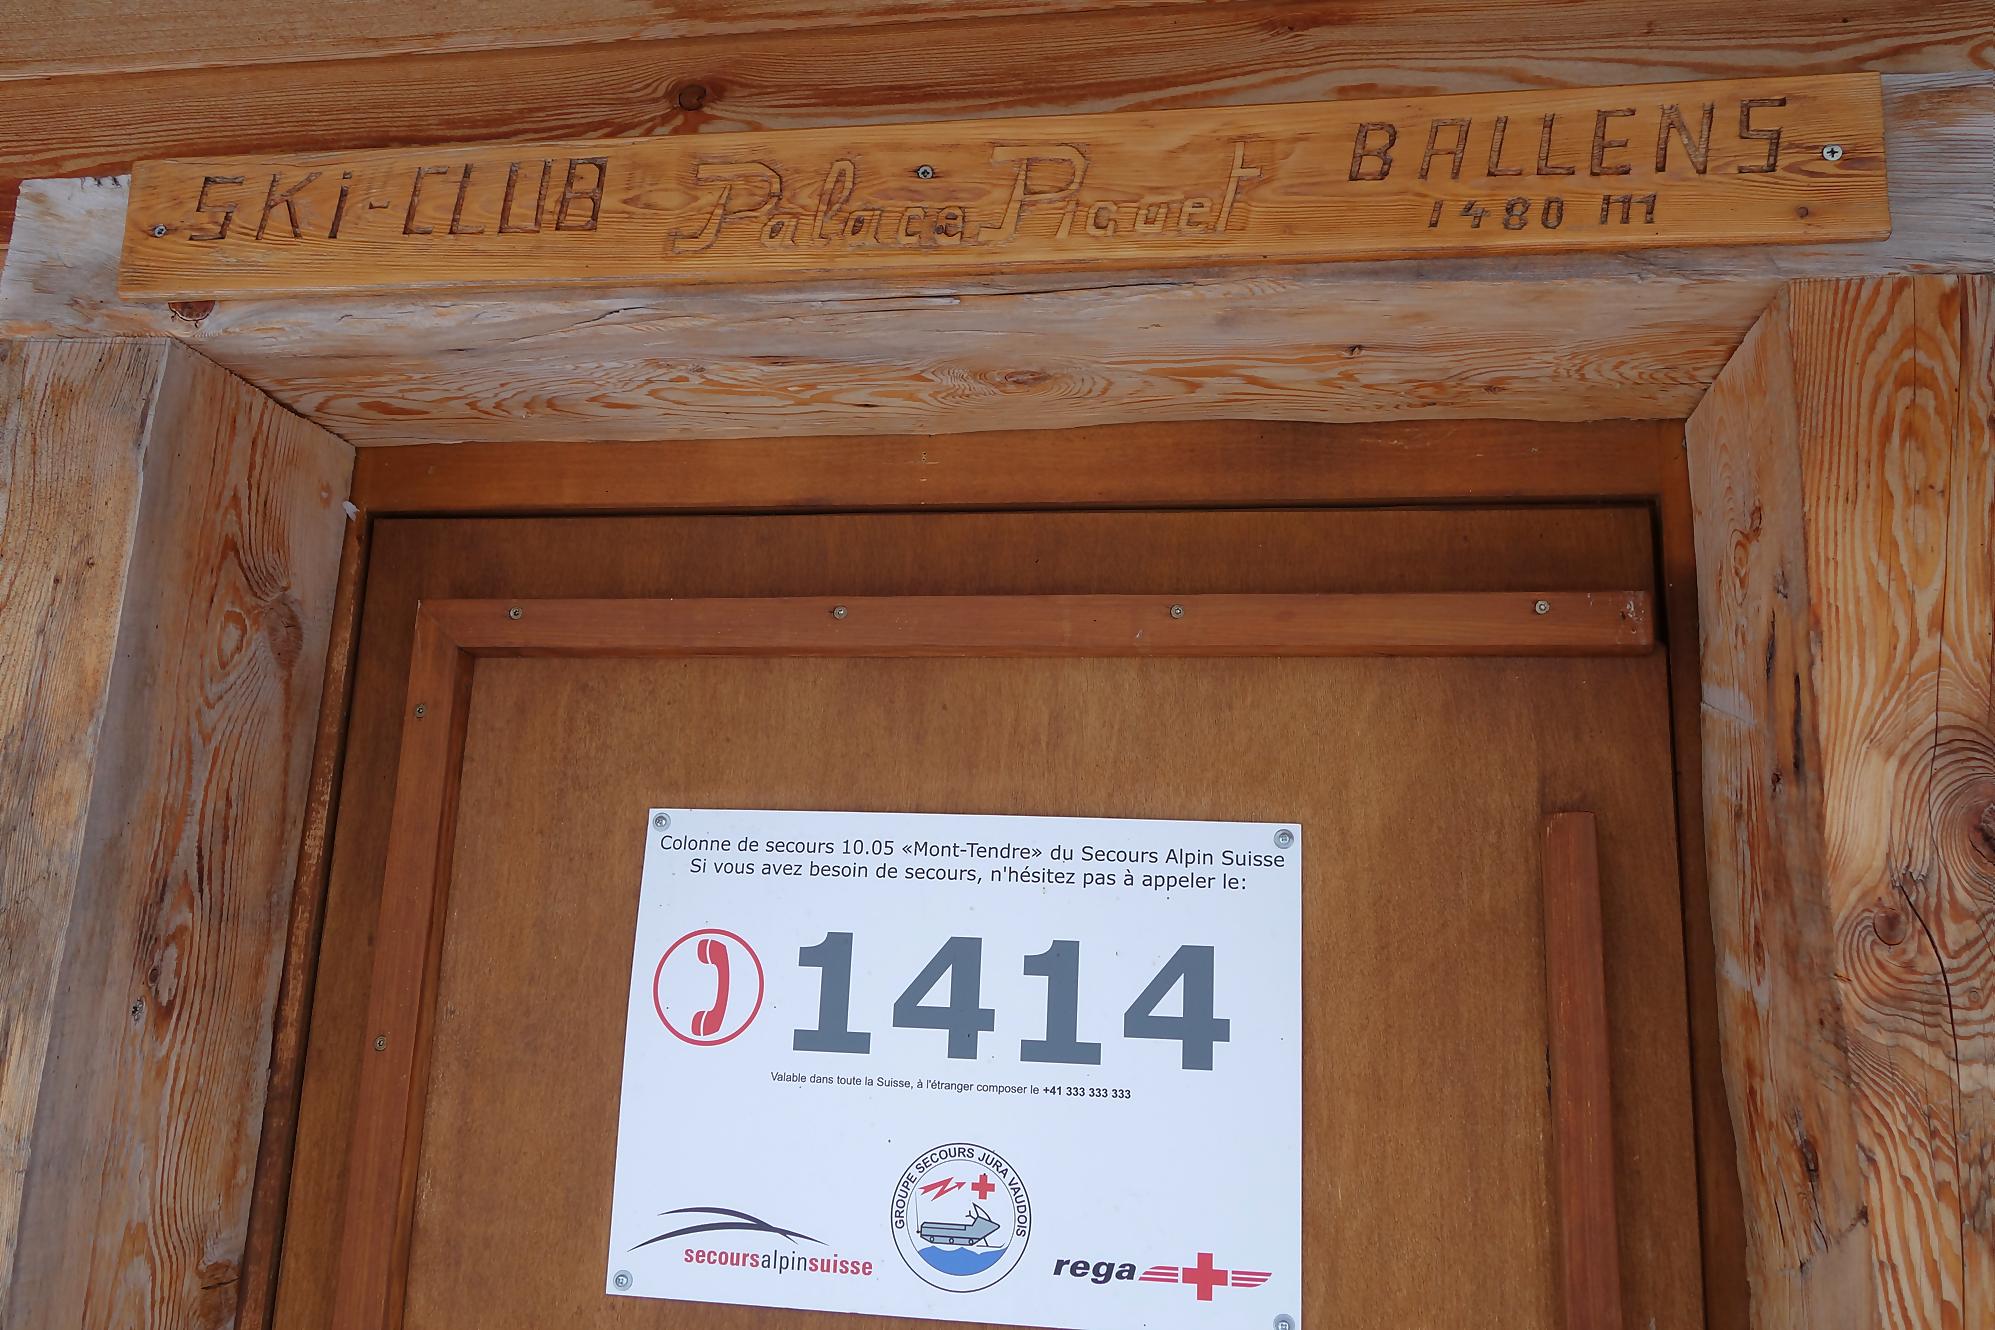 SKi-CLUB Palace Piguet BALLENS
1480 m
Colonne de secours 10.05 «Mont-Tendre» du Secours Alpin Suisse
Si vous avez besoin de secours, n'hésitez pas à appeler le:
1414
Valable dans toute la Suisse, à l'étranger composer le +41 333 333 333
GROUPE SECOURS JURA VAUDOIS
secoursalpinsuisse
rega